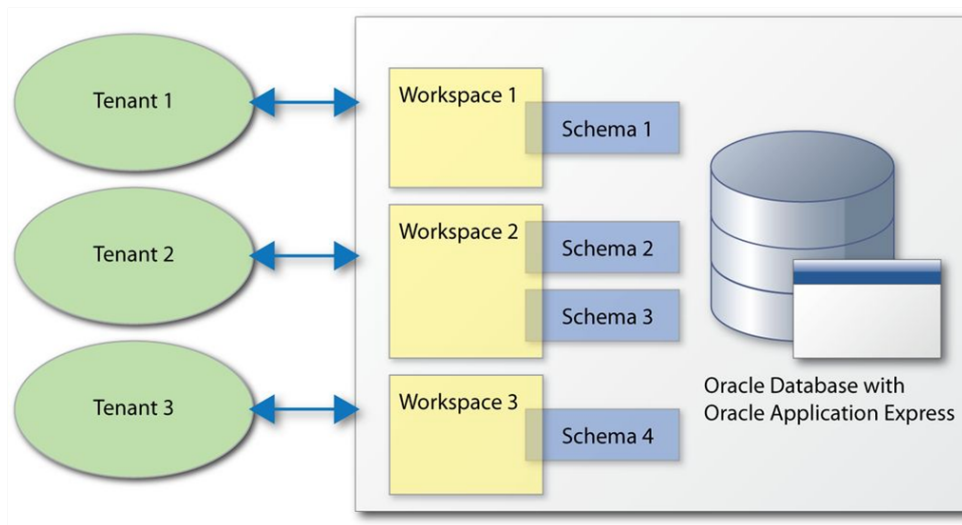 Tenant 1
Workspace 1
Schema 1
Tenant 2
Workspace 2
Schema 2
Schema 3
Tenant 3
Workspace 3
Schema 4
Oracle Database with
Oracle Application Express